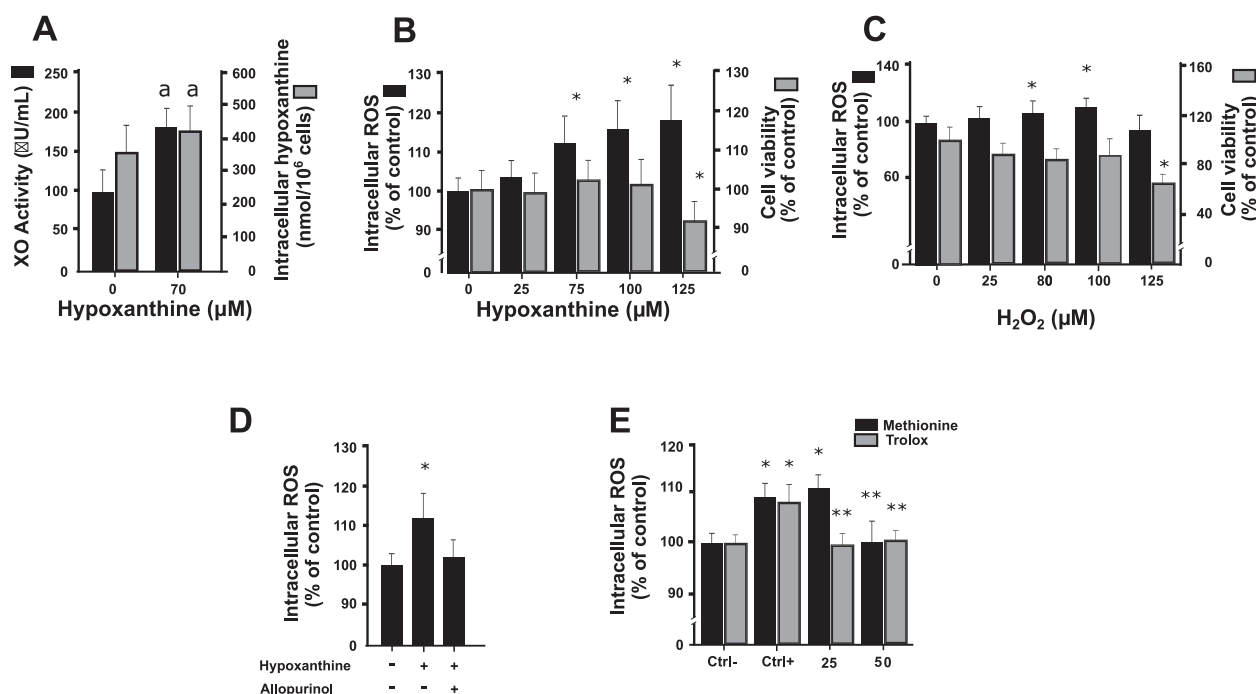 A
XO Activity (U/mL)
250
200
150
100
50
0
a a
600
500
400
300
200
100
0
Intracellular hypoxanthine
(nmol/10⁶ cells)
0 70
Hypoxanthine (µM)
B
Intracellular ROS
(% of control)
130
120
110
100
90
0
* * * *
130
120
110
100
90
0
Cell viability
(% of control)
0 25 75 100 125
Hypoxanthine (µM)
C
Intracellular ROS
(% of control)
140
100
60
0
* * *
160
120
80
40
0
Cell viability
(% of control)
0 25 80 100 125
H₂O₂ (µM)
D
Intracellular ROS
(% of control)
130
120
110
100
90
0
*
Hypoxanthine - + +
Allopurinol - - +
E
Methionine
Trolox
Intracellular ROS
(% of control)
120
110
100
90
0
* * * ** ** **
Ctrl- Ctrl+ 25 50